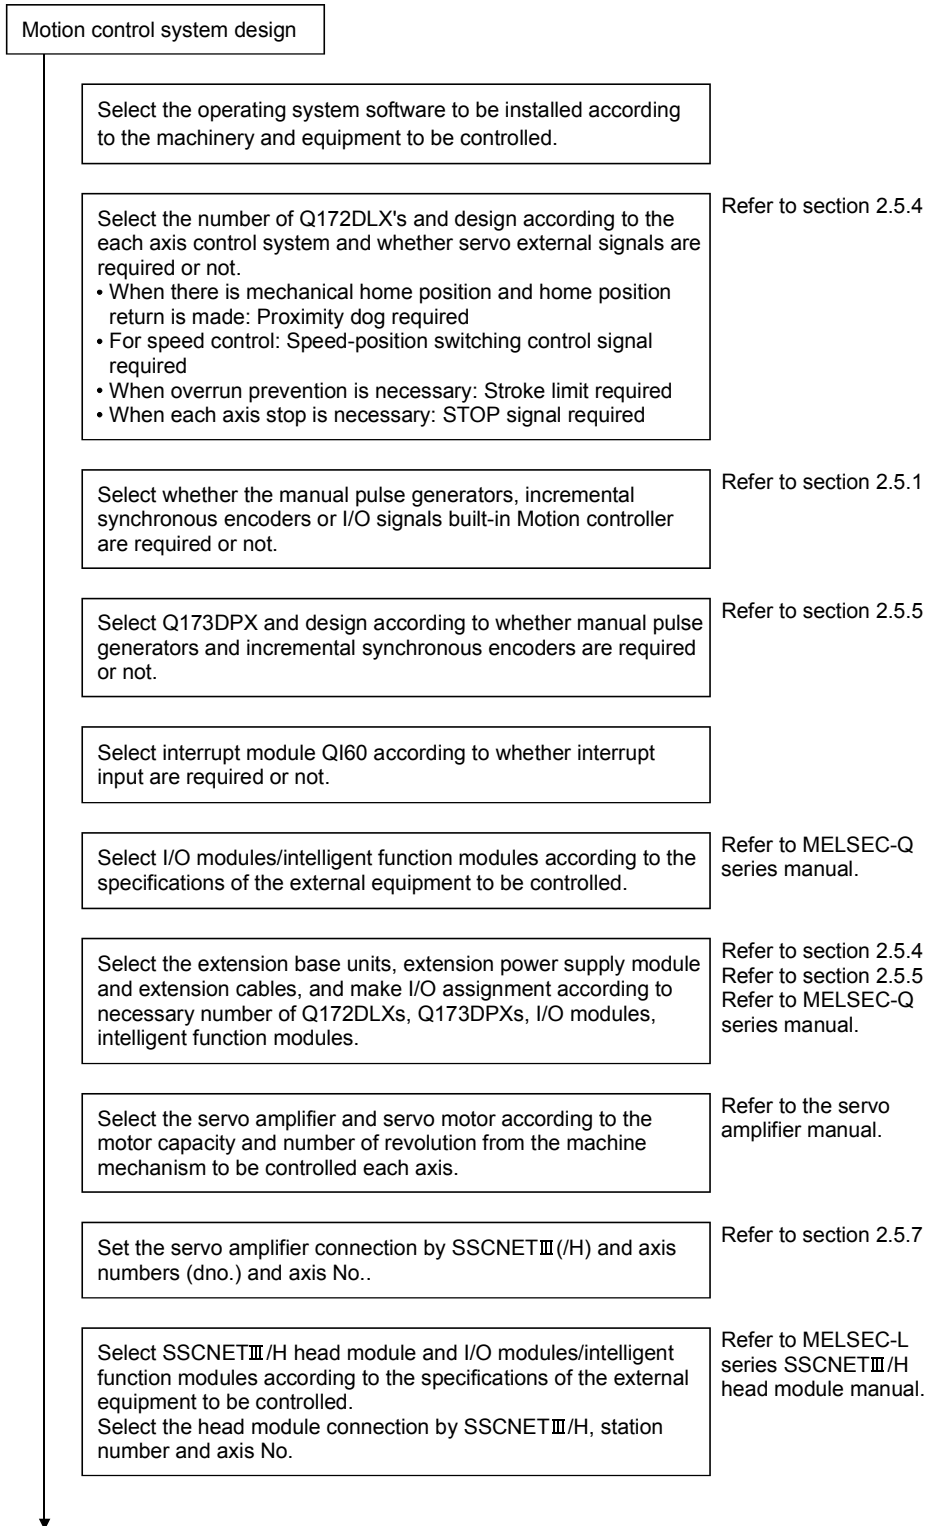 Motion control system design
Select the operating system software to be installed according
to the machinery and equipment to be controlled.
Select the number of Q172DLX's and design according to the
each axis control system and whether servo external signals are
required or not.
• When there is mechanical home position and home position
return is made: Proximity dog required
• For speed control: Speed-position switching control signal
required
• When overrun prevention is necessary: Stroke limit required
• When each axis stop is necessary: STOP signal required
Refer to section 2.5.4
Select whether the manual pulse generators, incremental
synchronous encoders or I/O signals built-in Motion controller
are required or not.
Refer to section 2.5.1
Select Q173DPX and design according to whether manual pulse
generators and incremental synchronous encoders are required
or not.
Refer to section 2.5.5
Select interrupt module QI60 according to whether interrupt
input are required or not.
Select I/O modules/intelligent function modules according to the
specifications of the external equipment to be controlled.
Refer to MELSEC-Q
series manual.
Select the extension base units, extension power supply module
and extension cables, and make I/O assignment according to
necessary number of Q172DLXs, Q173DPXs, I/O modules,
intelligent function modules.
Refer to section 2.5.4
Refer to section 2.5.5
Refer to MELSEC-Q
series manual.
Select the servo amplifier and servo motor according to the
motor capacity and number of revolution from the machine
mechanism to be controlled each axis.
Refer to the servo
amplifier manual.
Set the servo amplifier connection by SSCNETⅢ(/H) and axis
numbers (dno.) and axis No..
Refer to section 2.5.7
Select SSCNETⅢ/H head module and I/O modules/intelligent
function modules according to the specifications of the external
equipment to be controlled.
Select the head module connection by SSCNETⅢ/H, station
number and axis No.
Refer to MELSEC-L
series SSCNETⅢ/H
head module manual.